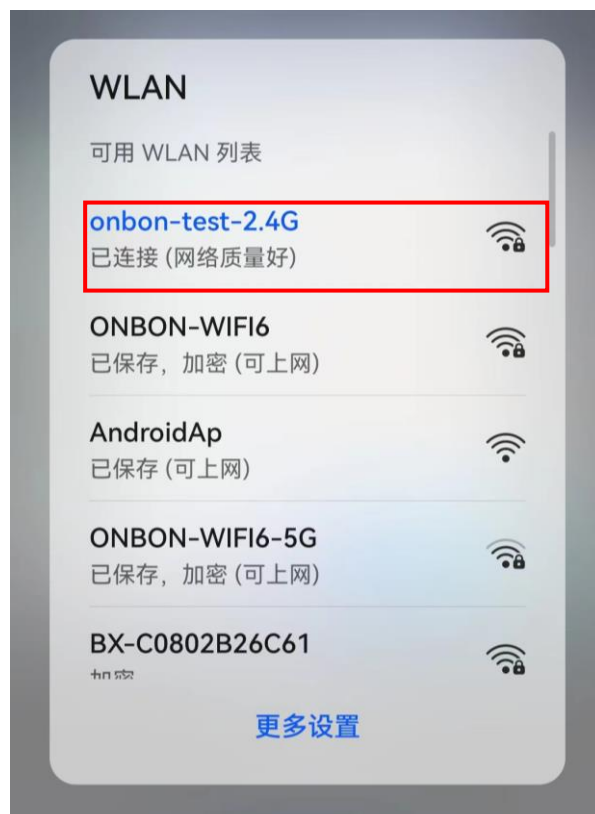 WLAN
可用 WLAN 列表
onbon-test-2.4G
已连接 (网络质量好)
ONBON-WIFI6
已保存，加密 (可上网)
AndroidAp
已保存 (可上网)
ONBON-WIFI6-5G
已保存，加密 (可上网)
BX-C0802B26C61
加密
更多设置